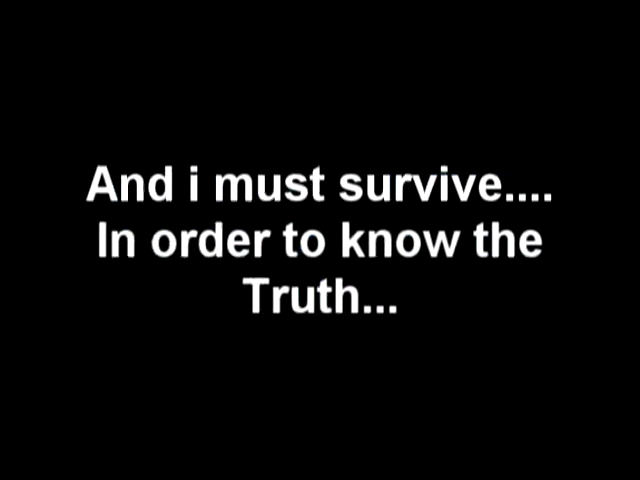 And i must survive....
In order to know the
Truth...